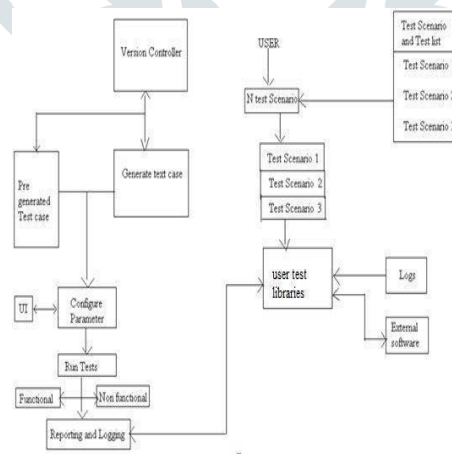 Version Controller
Pre
generated
Test case
Generate text case
UI
Configure
Parameter
Run Tests
Functional
Non functional
Reporting and Logging
USER
N test Scenario
Test Scenario
and Test list
Test Scenario
Test Scenario
Test Scenario
Test Scenario 1
Test Scenario 2
Test Scenario 3
user test
libraries
Logs
External
software